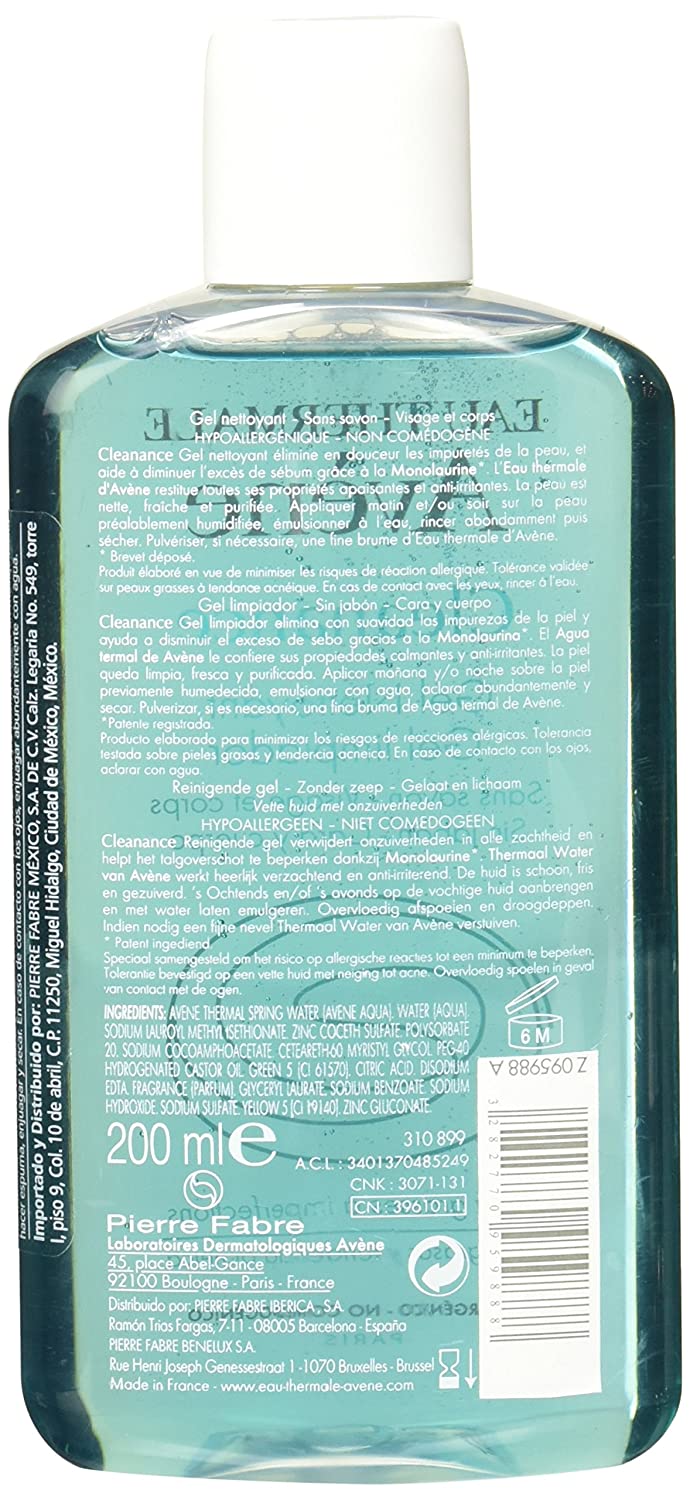 EAU THERMALE
Avène
Gel nettoyant - Sans savon - Visage et corps
HYPOALLERGÉNIQUE - NON COMÉDOGÈNE
Cleanance Gel nettoyant élimine en douceur les impuretés de la peau, et
aide à diminuer l'excès de sébum grâce à la Monolaurine*. L'Eau thermale
d'Avène restitue toutes ses propriétés apaisantes et anti-irritantes. La peau est
nette, fraîche et purifiée. Appliquer matin et/ou soir sur la peau
préalablement humidifiée, émulsionner à l'eau, rincer abondamment puis
sécher. Pulvériser, si nécessaire, une fine brume d'Eau thermale d'Avène.
* Brevet déposé.
Produit élaboré en vue de minimiser les risques de réaction allergique. Tolérance validée
sur peaux grasses à tendance acnéique. En cas de contact avec les yeux, rincer à l'eau.
Gel limpiador - Sin jabón - Cara y cuerpo
Cleanance Gel limpiador elimina con suavidad las impurezas de la piel y
ayuda a disminuir el exceso de sebo gracias a la Monolaurina*. El Agua
termal de Avène le confiere sus propiedades calmantes y anti-irritantes. La piel
queda limpia, fresca y purificada. Aplicar mañana y/o noche sobre la piel
previamente humedecida, emulsionar con agua, aclarar abundantemente y
secar. Pulverizar, si es necesario, una fina bruma de Agua termal de Avène.
*Patente registrada.
Producto elaborado para minimizar los riesgos de reacciones alérgicas. Tolerancia
testada sobre pieles grasas y tendencia acneica. En caso de contacto con los ojos,
aclarar con agua.
Reinigende gel - Zonder zeep - Gelaat en lichaam
Vette huid met onzuiverheden
HYPOALLERGEEN - NIET COMEDOGEEN
Cleanance Reinigende gel verwijdert onzuiverheden in alle zachtheid en
helpt het talgoverschot te beperken dankzij Monolaurine*. Thermaal Water
van Avène werkt heerlijk verzachtend en anti-irriterend. De huid is schoon, fris
en gezuiverd. 's Ochtends en/of 's avonds op de vochtige huid aanbrengen
en met water laten emulgeren. Overvloedig afspoelen en droogdeppen.
Indien nodig een fijne nevel Thermaal Water van Avène verstuiven.
* Patent ingediend.
Speciaal samengesteld om het risico op allergische reacties tot een minimum te beperken.
Tolerantie bevestigd op een vette huid met neiging tot acne. Overvloedig spoelen in geval
van contact met de ogen.
INGREDIENTS: AVENE THERMAL SPRING WATER (AVENE AQUA). WATER (AQUA).
SODIUM LAUROYL METHYL ISETHIONATE. ZINC COCETH SULFATE. POLYSORBATE
20. SODIUM COCOAMPHOACETATE. CETEARETH-60 MYRISTYL GLYCOL. PEG-40
HYDROGENATED CASTOR OIL. GREEN 5 (CI 61570). CITRIC ACID. DISODIUM
EDTA. FRAGRANCE (PARFUM). GLYCERYL LAURATE. SODIUM BENZOATE. SODIUM
HYDROXIDE. SODIUM SULFATE. YELLOW 5 (CI 19140). ZINC GLUCONATE.
6 M
200 ml e
310 899
A.C.L : 3401370485249
CNK : 3071-131
CN : 396101.1
Pierre Fabre
Laboratoires Dermatologiques Avène
45, place Abel-Gance
92100 Boulogne - Paris - France
Distribuido por: PIERRE FABRE IBERICA - S.A.
Ramón Trias Fargas, 7-11 - 08005 Barcelona - España
PIERRE FABRE BENELUX S.A.
Rue Henri Joseph Genessestraat 1 - 1070 Bruxelles - Brussel
Made in France - www.eau-thermale-avene.com
Z 095988 A
3 282770 959888
hacer espuma, enjuagar y secar. En caso de contacto con los ojos, enjuagar abundantemente con agua.
Importado y Distribuido por: PIERRE FABRE MÉXICO, S.A. DE C.V. Calz. Legaria No. 549, torre
I, piso 9, Col. 10 de abril, C.P. 11250, Miguel Hidalgo, Ciudad de México, México.